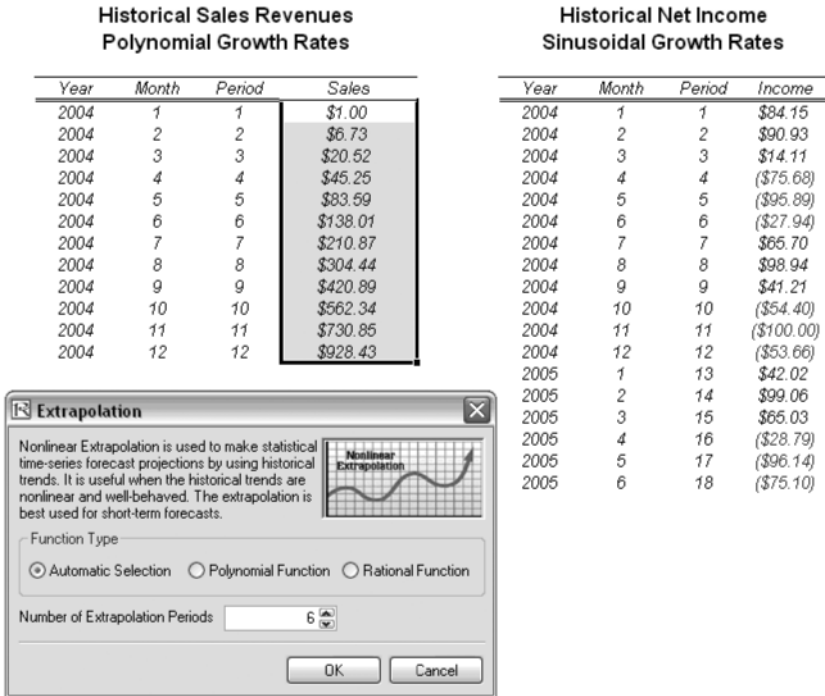 Historical Sales Revenues
Polynomial Growth Rates
Year Month Period Sales
2004 1 1 $1.00
2004 2 2 $6.73
2004 3 3 $20.52
2004 4 4 $45.25
2004 5 5 $83.59
2004 6 6 $138.01
2004 7 7 $210.87
2004 8 8 $304.44
2004 9 9 $420.89
2004 10 10 $562.34
2004 11 11 $730.85
2004 12 12 $928.43
Historical Net Income
Sinusoidal Growth Rates
Year Month Period Income
2004 1 1 $84.15
2004 2 2 $90.93
2004 3 3 $14.11
2004 4 4 ($75.68)
2004 5 5 ($95.89)
2004 6 6 ($27.94)
2004 7 7 $65.70
2004 8 8 $98.94
2004 9 9 $41.21
2004 10 10 ($54.40)
2004 11 11 ($100.00)
2004 12 12 ($53.66)
2005 1 13 $42.02
2005 2 14 $99.06
2005 3 15 $65.03
2005 4 16 ($28.79)
2005 5 17 ($96.14)
2005 6 18 ($75.10)
Extrapolation
Nonlinear Extrapolation is used to make statistical
time-series forecast projections by using historical
trends. It is useful when the historical trends are
nonlinear and well-behaved. The extrapolation is
best used for short-term forecasts.
Nonlinear
Extrapolation
Function Type
Automatic Selection Polynomial Function Rational Function
Number of Extrapolation Periods 6
OK Cancel